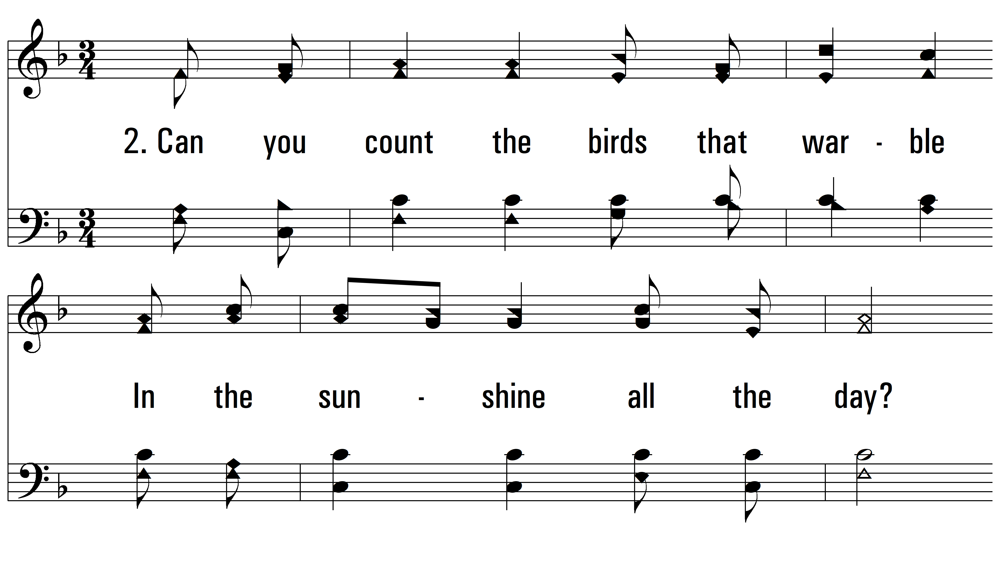 2. Can you count the birds that war - ble
In the sun - shine all the day?